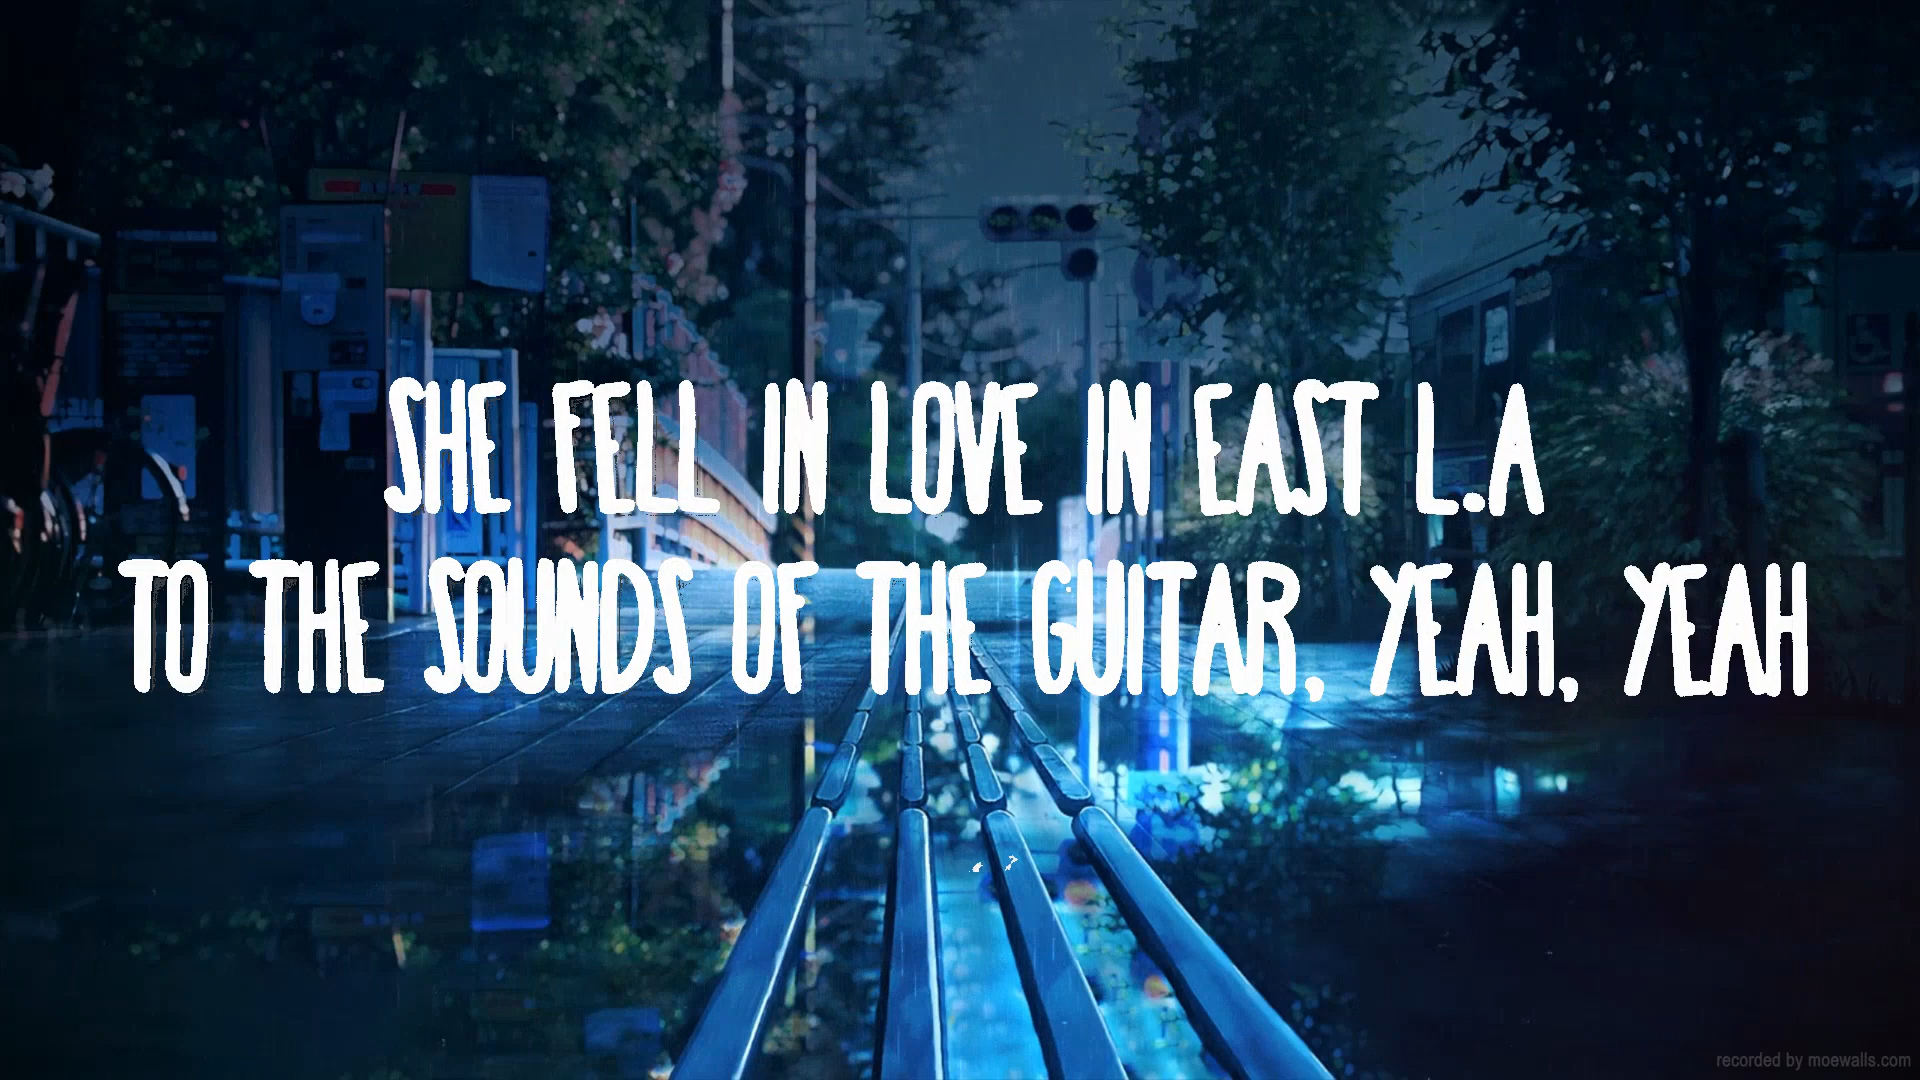 SHE FELL IN LOVE IN EAST L.A
TO THE SOUNDS OF THE GUITAR, YEAH, YEAH
recorded by moewalls.com